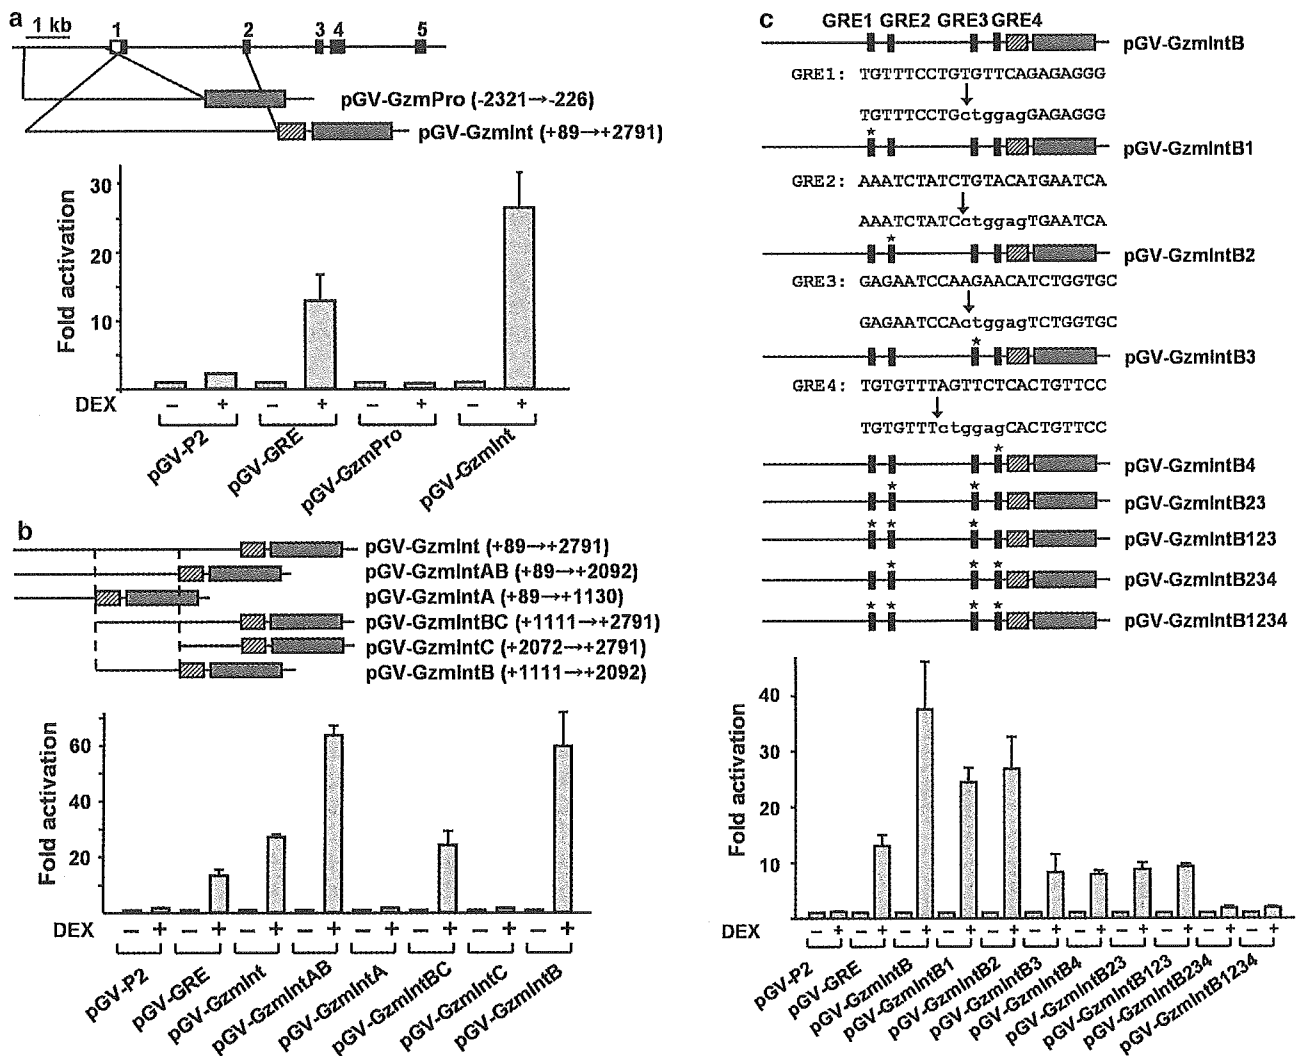 a
1 kb
1 2 3 4 5
pGV-GzmPro (-2321→-226)
pGV-GzmInt (+89→+2791)
Fold activation
30
20
10
DEX − + − + − + − +
pGV-P2
pGV-GRE
pGV-GzmPro
pGV-GzmInt
b
pGV-GzmInt (+89→+2791)
pGV-GzmIntAB (+89→+2092)
pGV-GzmIntA (+89→+1130)
pGV-GzmIntBC (+1111→+2791)
pGV-GzmIntC (+2072→+2791)
pGV-GzmIntB (+1111→+2092)
Fold activation
60
40
20
DEX − + − + − + − + − + − + − + − +
pGV-P2
pGV-GRE
pGV-GzmInt
pGV-GzmIntAB
pGV-GzmIntA
pGV-GzmIntBC
pGV-GzmIntC
pGV-GzmIntB
c
GRE1 GRE2 GRE3 GRE4
pGV-GzmIntB
GRE1: TGTTTCCTGTGTTCAGAGAGGG
TGTTTCCTGctggagGAGAGGG
*
pGV-GzmIntB1
GRE2: AAATCTATCTGTACATGAATCA
AAATCTATCctggagTGAATCA
*
pGV-GzmIntB2
GRE3: GAGAATCCAAGAACATCTGGTGC
GAGAATCCActggagTCTGGTGC
*
pGV-GzmIntB3
GRE4: TGTGTTTAGTTCTCACTGTTCC
TGTGTTTctggagCACTGTTCC
*
pGV-GzmIntB4
* *
pGV-GzmIntB23
* * *
pGV-GzmIntB123
* * *
pGV-GzmIntB234
* * * *
pGV-GzmIntB1234
Fold activation
40
30
20
10
DEX − + − + − + − + − + − + − + − + − + − + − +
pGV-P2
pGV-GRE
pGV-GzmIntB
pGV-GzmIntB1
pGV-GzmIntB2
pGV-GzmIntB3
pGV-GzmIntB4
pGV-GzmIntB23
pGV-GzmIntB123
pGV-GzmIntB234
pGV-GzmIntB1234